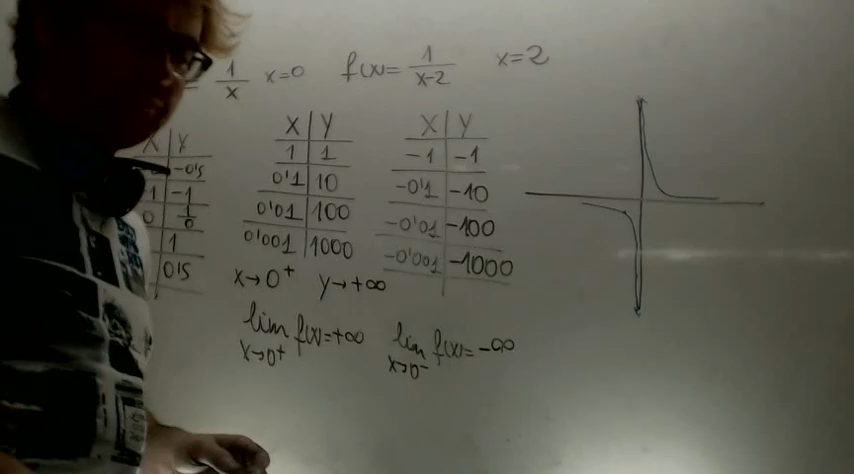 = 1/x x=0 f(x)= 1/(x-2) x=2
X | Y
-0'5
1 | -1
0 | 1/0
1
0'5
X | Y
1 | 1
0'1 | 10
0'01 | 100
0'001 | 1000
X | Y
-1 | -1
-0'1 | -10
-0'01 | -100
-0'001 | -1000
x→0⁺ y→+∞
lim f(x)=+∞ lim f(x)=-∞
x→0⁺ x→0⁻